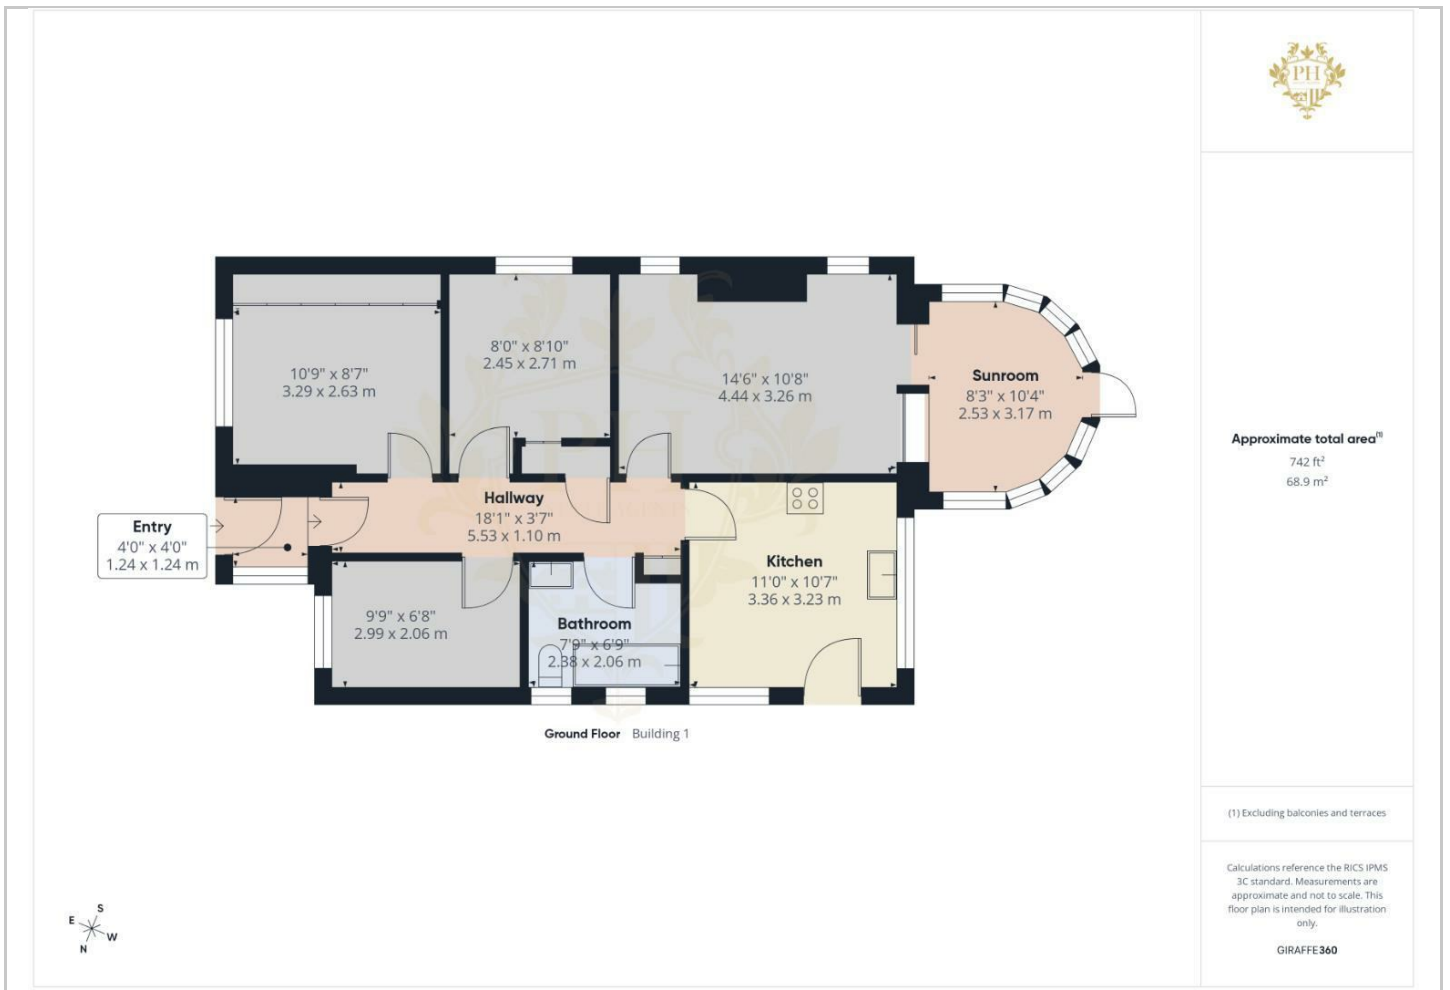 PH
Approximate total area(1)
742 ft²
68.9 m²
(1) Excluding balconies and terraces
Calculations reference the RICS IPMS
3C standard. Measurements are
approximate and not to scale. This
floor plan is intended for illustration
only.
GIRAFFE360
10'9" x 8'7"
3.29 x 2.63 m
8'0" x 8'10"
2.45 x 2.71 m
14'6" x 10'8"
4.44 x 3.26 m
Sunroom
8'3" x 10'4"
2.53 x 3.17 m
Entry
4'0" x 4'0"
1.24 x 1.24 m
Hallway
18'1" x 3'7"
5.53 x 1.10 m
Kitchen
11'0" x 10'7"
3.36 x 3.23 m
9'9" x 6'8"
2.99 x 2.06 m
Bathroom
7'9" x 6'9"
2.38 x 2.06 m
Ground Floor Building 1
PH
PH
S
E
W
N